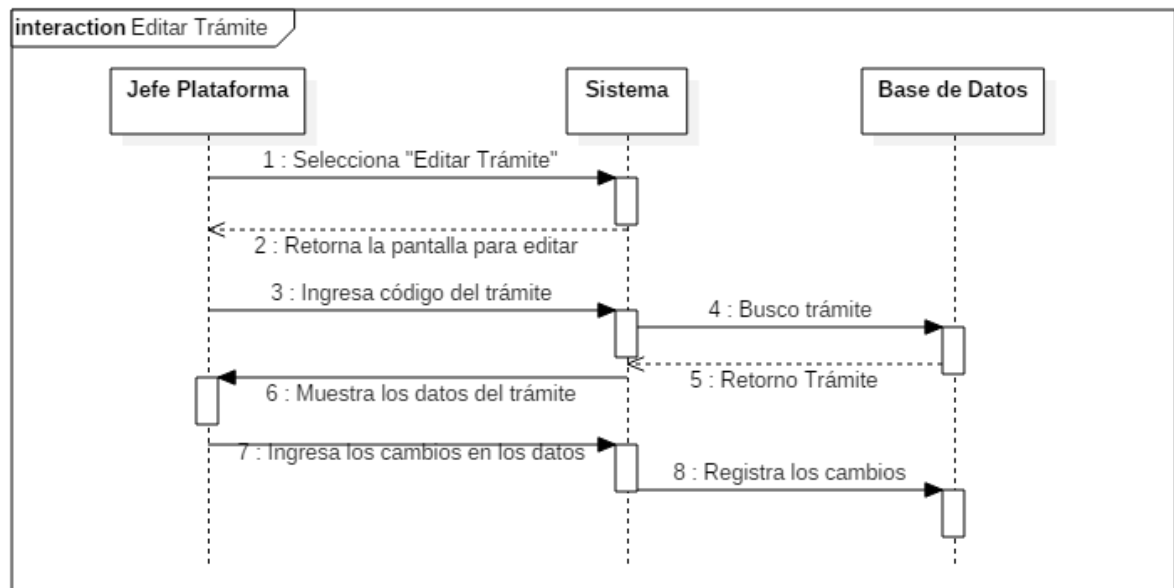 interaction Editar Trámite
Jefe Plataforma
Sistema
Base de Datos
1 : Selecciona "Editar Trámite"
2 : Retorna la pantalla para editar
3 : Ingresa código del trámite
4 : Busco trámite
5 : Retorno Trámite
6 : Muestra los datos del trámite
7 : Ingresa los cambios en los datos
8 : Registra los cambios